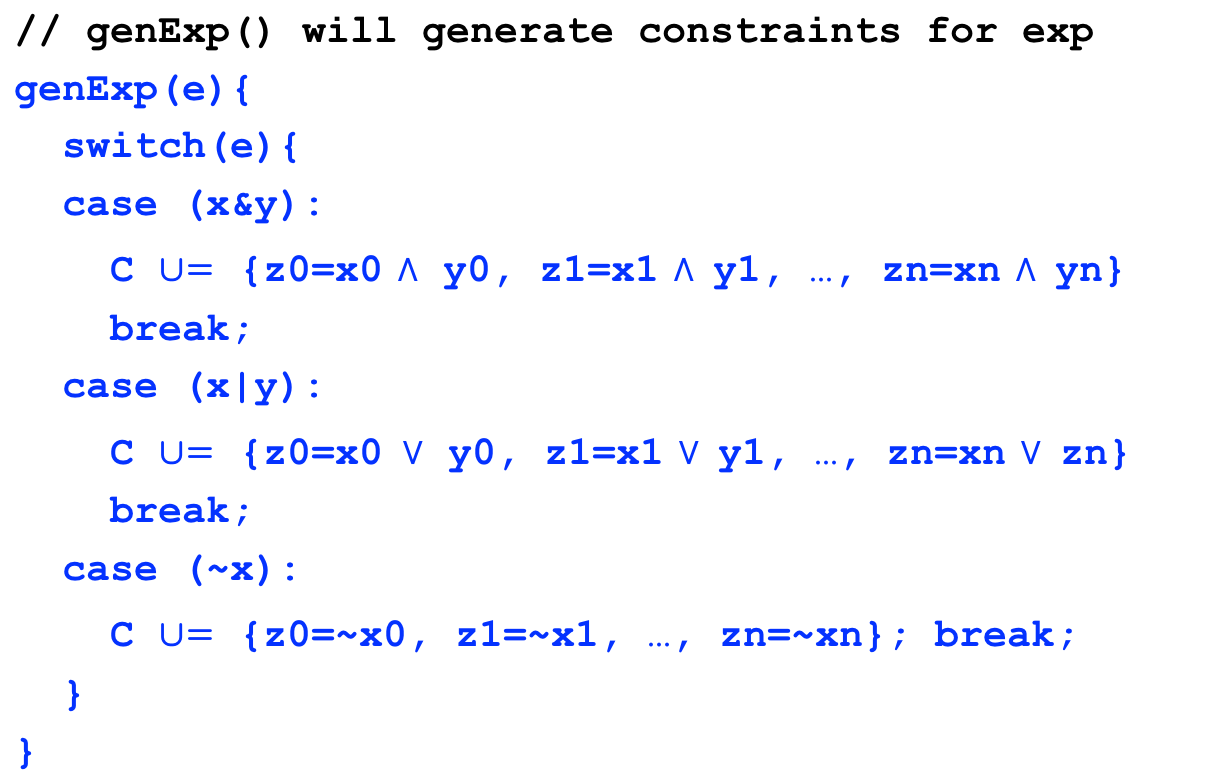 // genExp() will generate constraints for exp
genExp(e){
switch(e){
case (x&y):
C ∪= {z0=x0 ∧ y0, z1=x1 ∧ y1, …, zn=xn ∧ yn}
break;
case (x|y):
C ∪= {z0=x0 ∨ y0, z1=x1 ∨ y1, …, zn=xn ∨ zn}
break;
case (~x):
C ∪= {z0=~x0, z1=~x1, …, zn=~xn}; break;
}
}